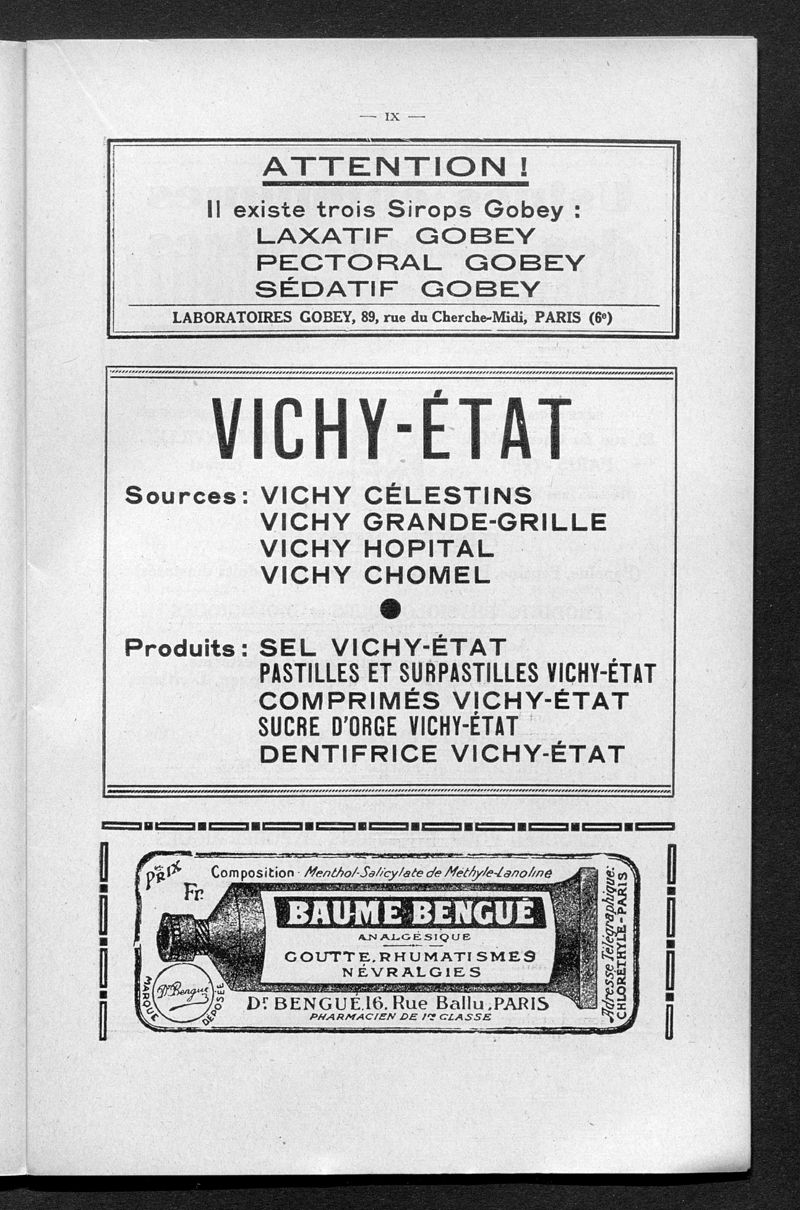 — IX —
ATTENTION !
Il existe trois Sirops Gobey :
LAXATIF GOBEY
PECTORAL GOBEY
SÉDATIF GOBEY
LABORATOIRES GOBEY, 89, rue du Cherche-Midi, PARIS (6e)
VICHY-ÉTAT
Sources : VICHY CÉLESTINS
VICHY GRANDE-GRILLE
VICHY HOPITAL
VICHY CHOMEL
Produits : SEL VICHY-ÉTAT
PASTILLES ET SURPASTILLES VICHY-ÉTAT
COMPRIMÉS VICHY-ÉTAT
SUCRE D'ORGE VICHY-ÉTAT
DENTIFRICE VICHY-ÉTAT
PRIX
Fr.
Composition · Menthol-Salicylate de Méthyle-Lanoline
BAUME BENGUÉ
ANALGÉSIQUE
GOUTTE, RHUMATISMES
NÉVRALGIES
Dr Bengué
MARQUE DÉPOSÉE
Dr BENGUÉ, 16, Rue Ballu, PARIS
PHARMACIEN DE 1re CLASSE
Adresse Télégraphique:
CHLORÉTHYLE-PARIS